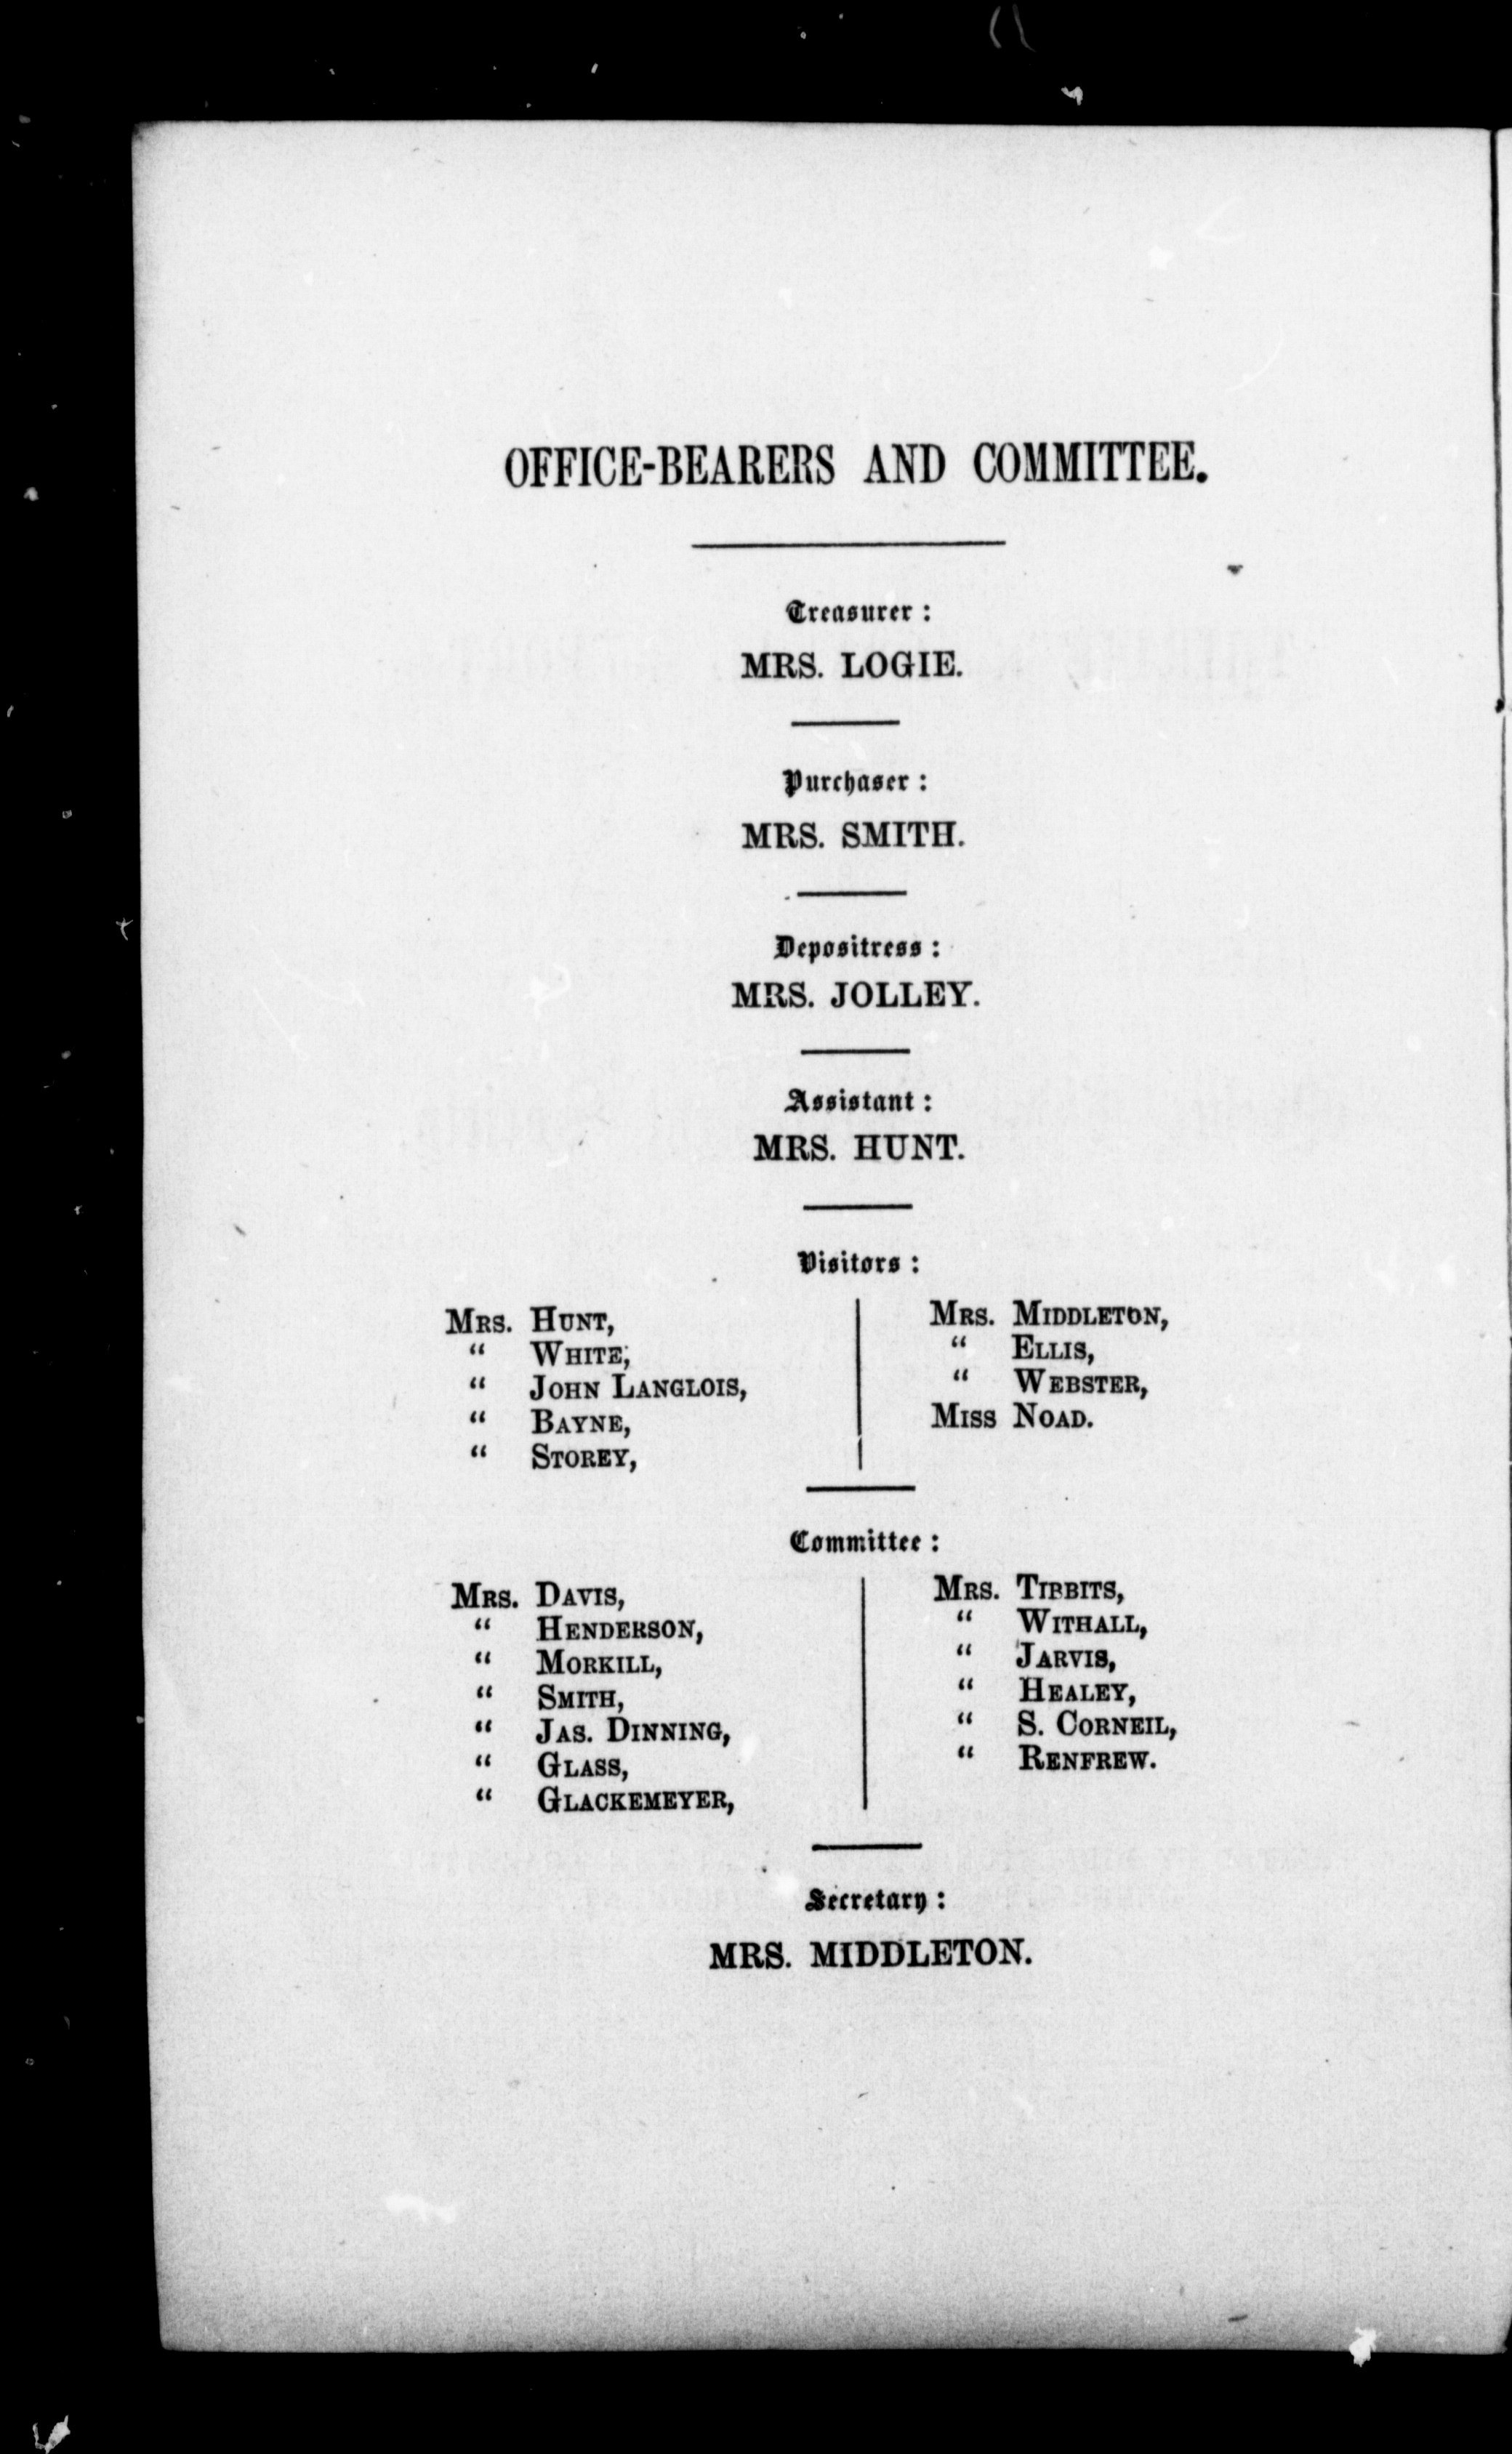 OFFICE-BEARERS AND COMMITTEE.
Treasurer :
MRS. LOGIE.
Purchaser :
MRS. SMITH.
Depositress :
MRS. JOLLEY.
Assistant :
MRS. HUNT.
Visitors :
MRS. HUNT,
“ WHITE,
“ JOHN LANGLOIS,
“ BAYNE,
“ STOREY,
MRS. MIDDLETON,
“ ELLIS,
“ WEBSTER,
MISS NOAD.
Committee :
MRS. DAVIS,
“ HENDERSON,
“ MORKILL,
“ SMITH,
“ JAS. DINNING,
“ GLASS,
“ GLACKEMEYER,
MRS. TIBBITS,
“ WITHALL,
“ JARVIS,
“ HEALEY,
“ S. CORNEIL,
“ RENFREW.
Secretary :
MRS. MIDDLETON.